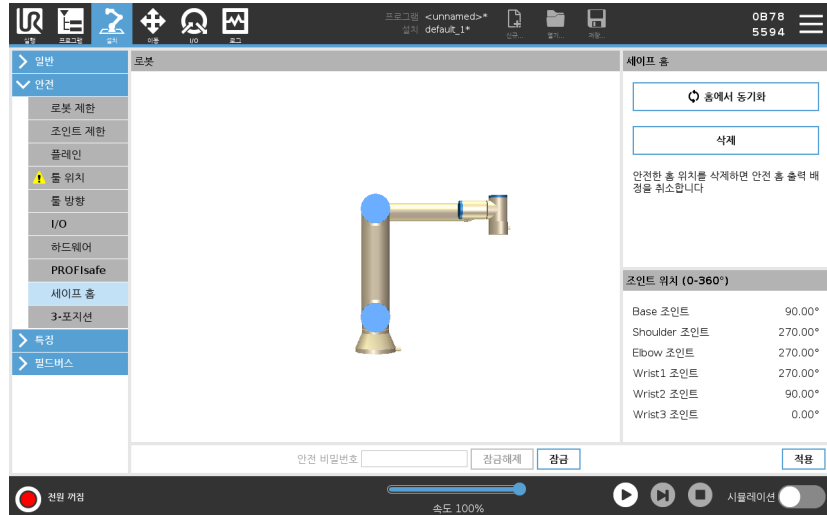 UR
실행
프로그램
설치
이동
I/O
로그
프로그램 <unnamed>*
설치 default_1*
신규...
열기...
저장...
0B78
5594
일반
안전
로봇 제한
조인트 제한
플레인
툴 위치
툴 방향
I/O
하드웨어
PROFIsafe
세이프 홈
3-포지션
특징
필드버스
로봇
세이프 홈
홈에서 동기화
삭제
안전한 홈 위치를 삭제하면 안전 홈 출력 배
정을 취소합니다
조인트 위치 (0-360°)
Base 조인트 90.00°
Shoulder 조인트 270.00°
Elbow 조인트 270.00°
Wrist1 조인트 270.00°
Wrist2 조인트 90.00°
Wrist3 조인트 0.00°
안전 비밀번호 잠금해제 잠금 적용
전원 꺼짐
속도 100%
시뮬레이션